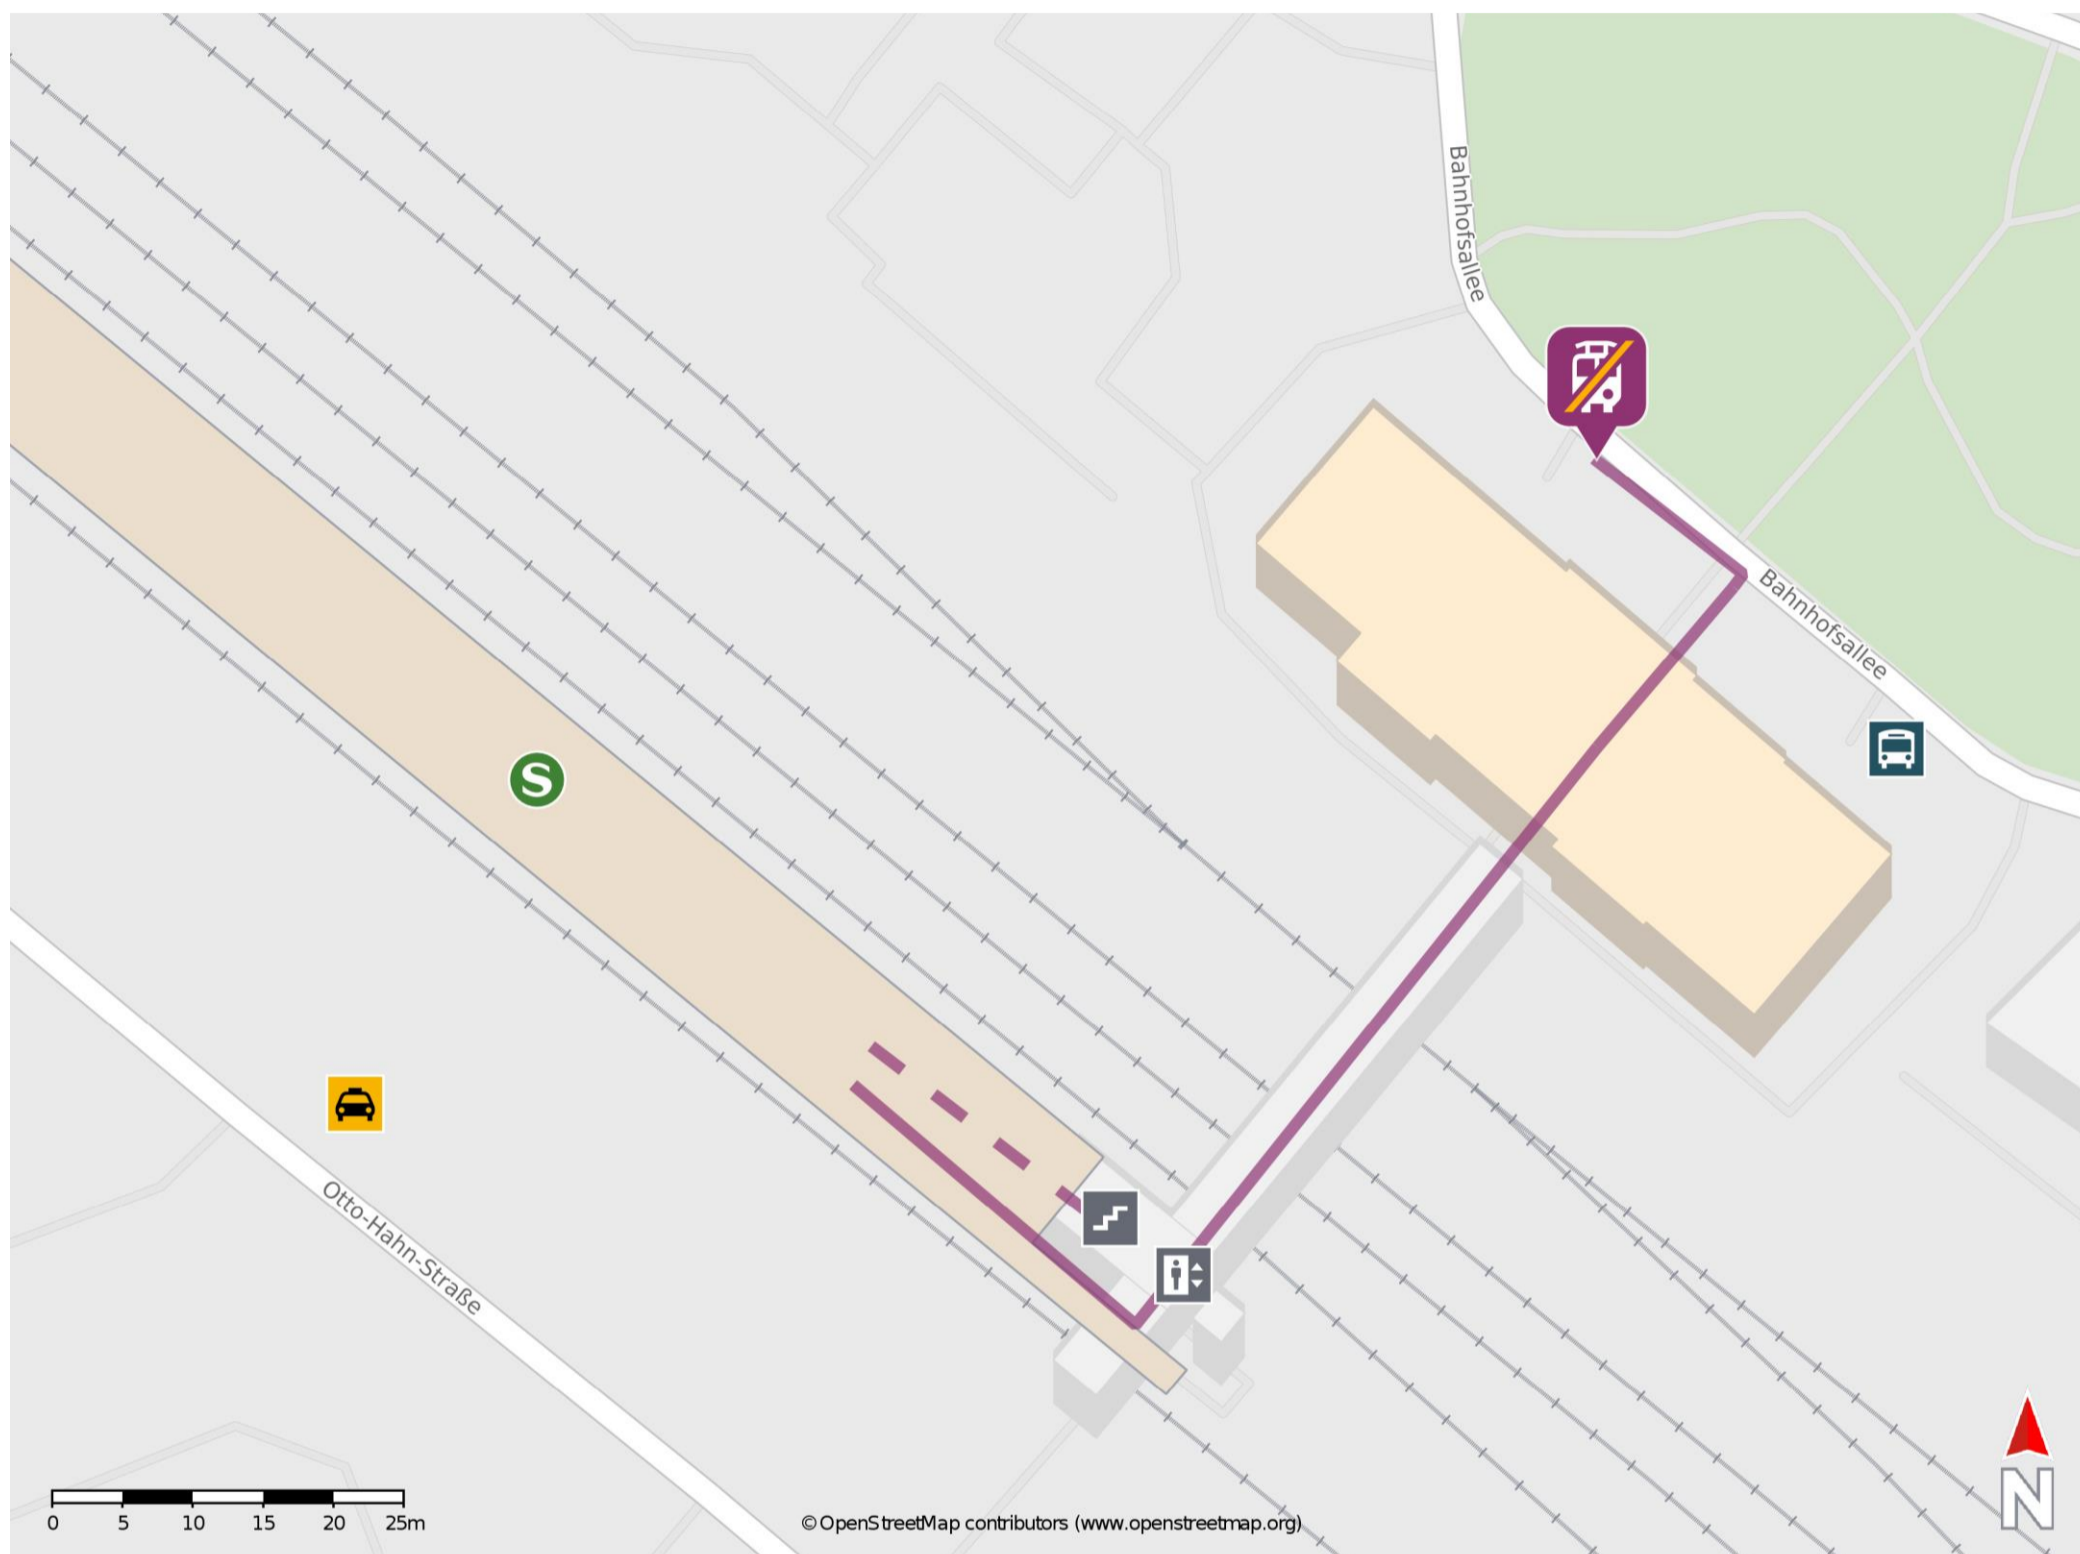 Bahnhofsallee
Bahnhofsallee
S
Otto-Hahn-Straße
0 5 10 15 20 25m
©OpenStreetMap contributors (www.openstreetmap.org)
N